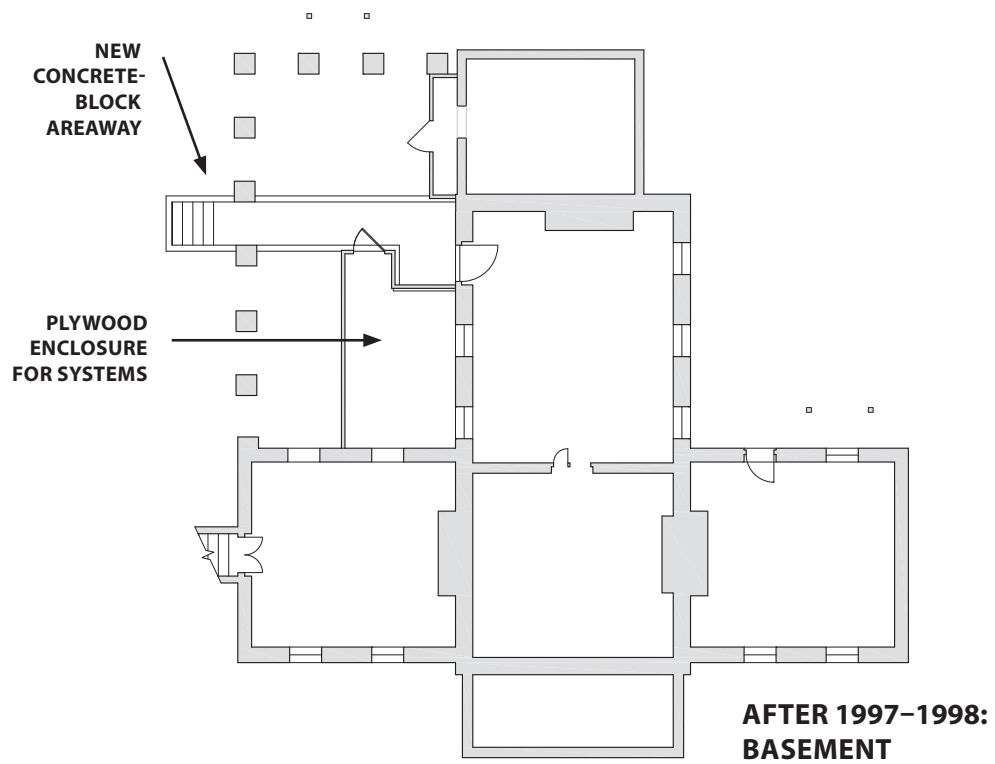 NEW
CONCRETE-
BLOCK
AREAWAY
PLYWOOD
ENCLOSURE
FOR SYSTEMS
AFTER 1997–1998:
BASEMENT